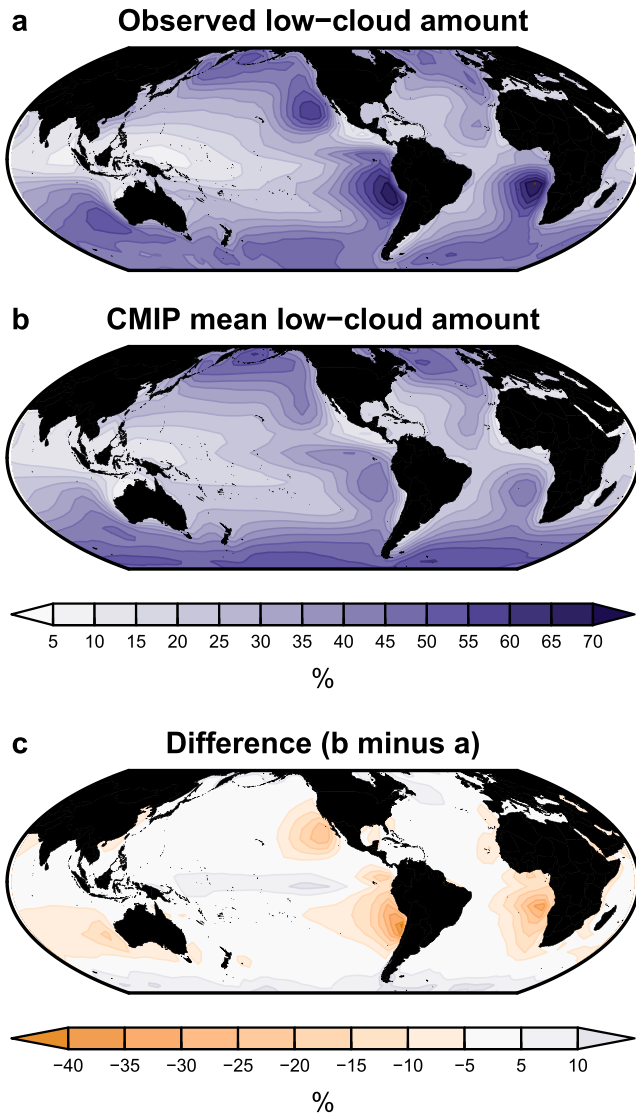 a Observed low−cloud amount
b CMIP mean low−cloud amount
5 10 15 20 25 30 35 40 45 50 55 60 65 70
%
c Difference (b minus a)
−40 −35 −30 −25 −20 −15 −10 −5 5 10
%